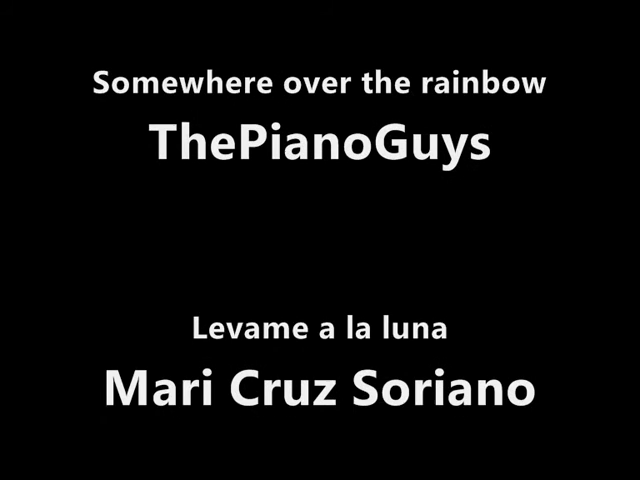 Somewhere over the rainbow
ThePianoGuys
Levame a la luna
Mari Cruz Soriano